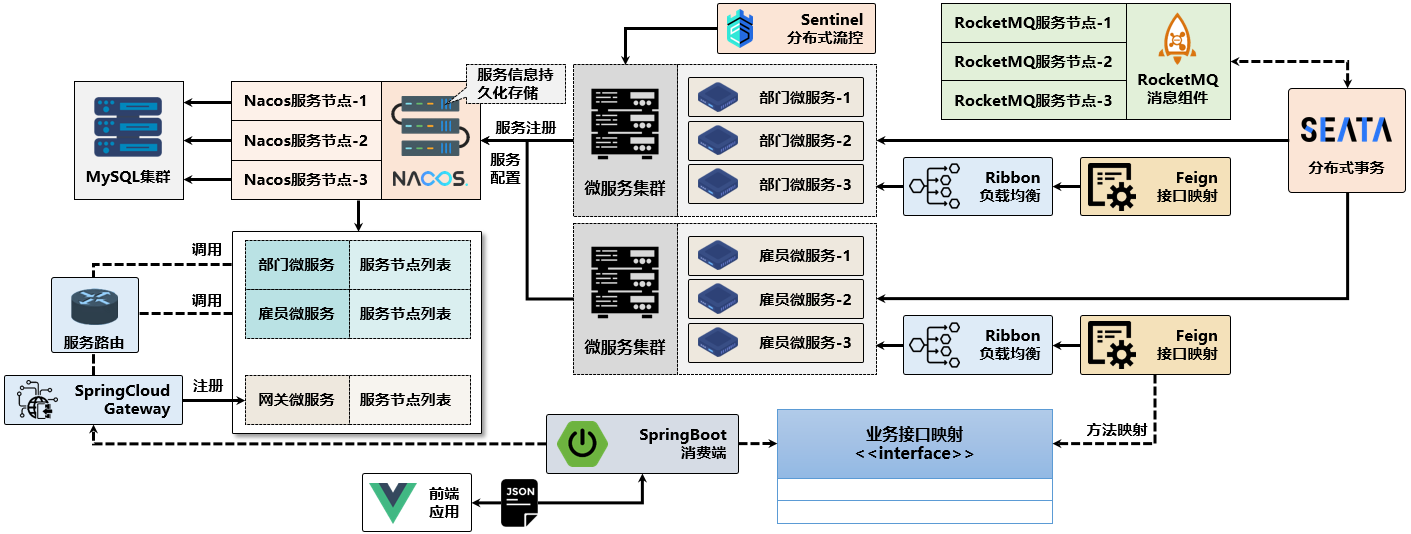 Sentinel
分布式流控
RocketMQ服务节点-1
RocketMQ服务节点-2
RocketMQ服务节点-3
RocketMQ
消息组件
服务信息持
久化存储
Nacos服务节点-1
Nacos服务节点-2
Nacos服务节点-3
NACOS.
MySQL集群
服务注册
服务
配置
部门微服务-1
部门微服务-2
部门微服务-3
微服务集群
SEATA
分布式事务
Ribbon
负载均衡
Feign
接口映射
调用
部门微服务
服务节点列表
调用
雇员微服务
服务节点列表
服务路由
雇员微服务-1
雇员微服务-2
雇员微服务-3
微服务集群
Ribbon
负载均衡
Feign
接口映射
SpringCloud
Gateway
注册
网关微服务
服务节点列表
SpringBoot
消费端
业务接口映射
<<interface>>
方法映射
前端
应用
JSON